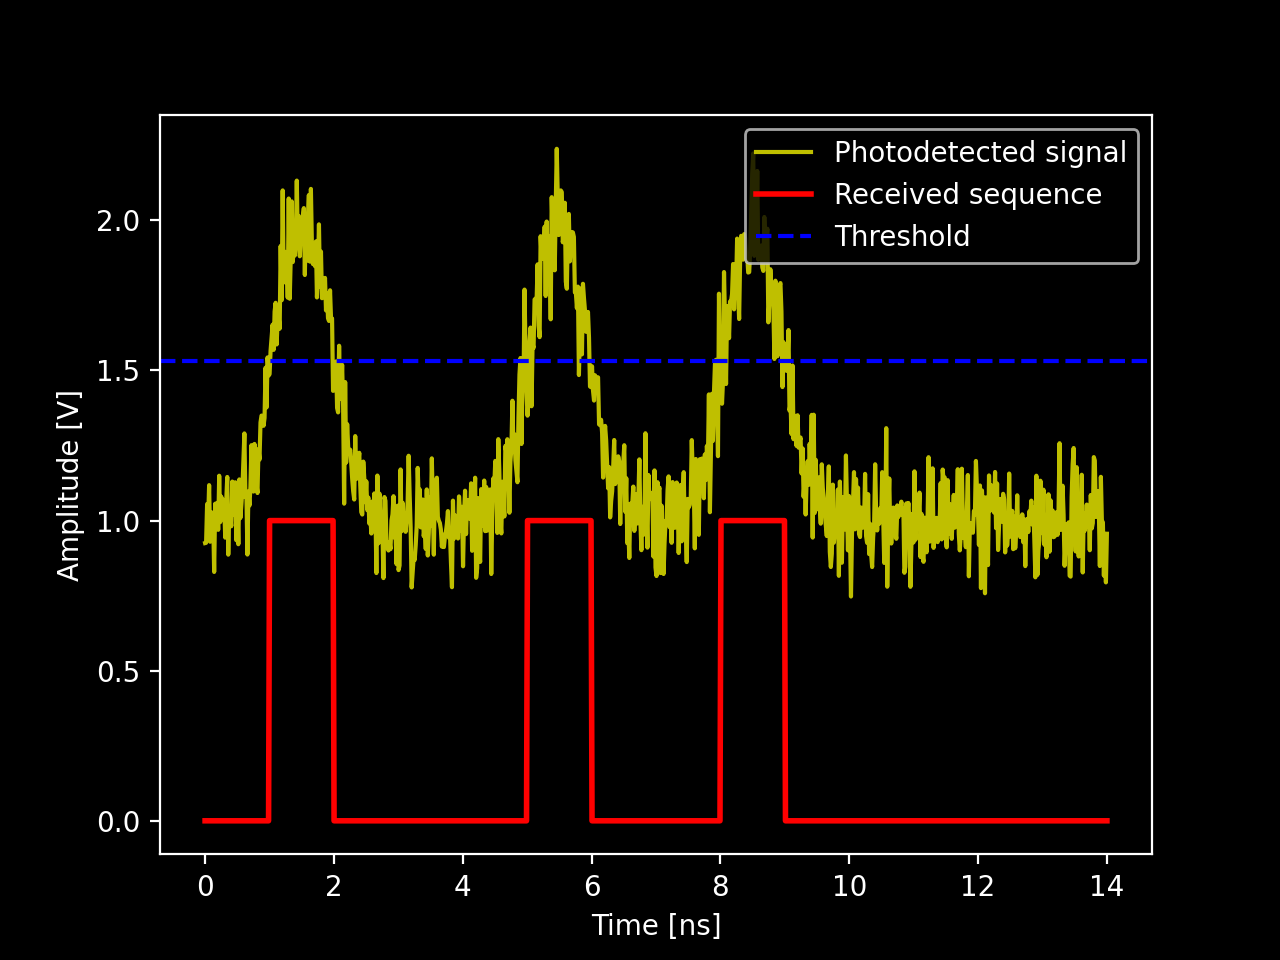 Photodetected signal
Received sequence
Threshold
2.0
1.5
1.0
0.5
0.0
Amplitude [V]
0 2 4 6 8 10 12 14
Time [ns]